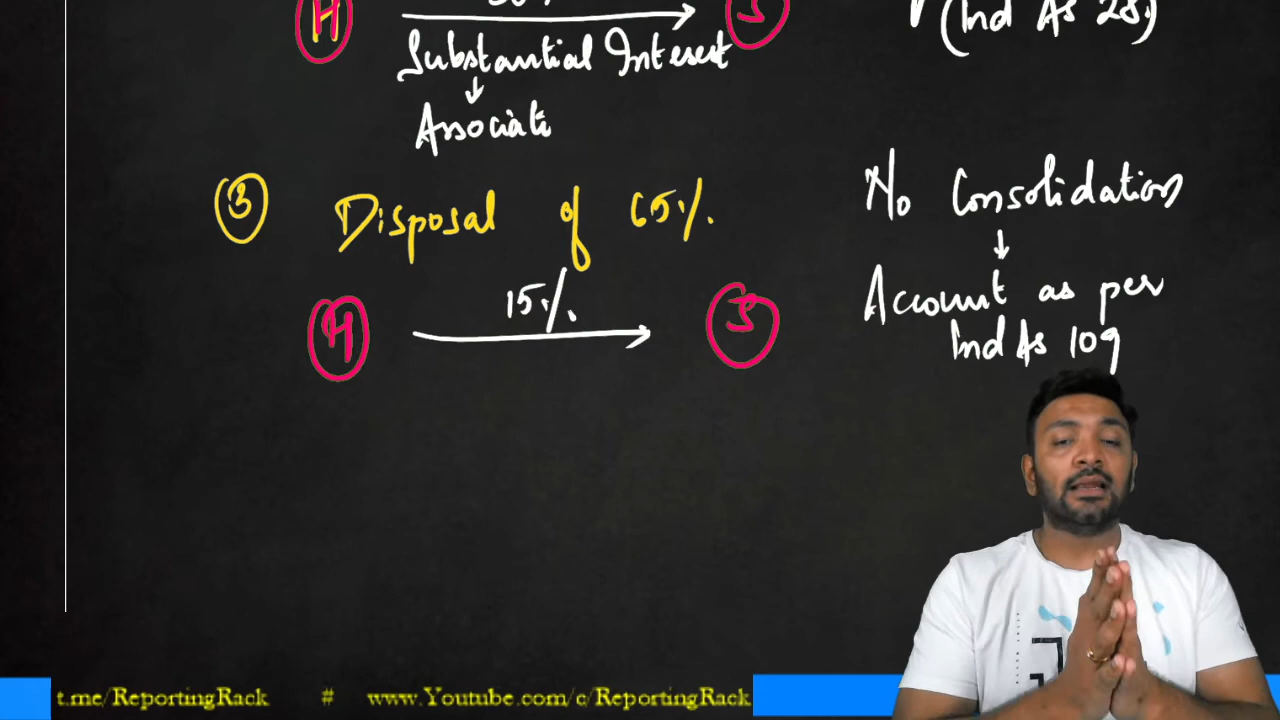 H S (Ind As 28)
Substantial Interest
↓
Associate
③ Disposal of 65%.
No Consolidation
↓
H 15%. S
Account as per
Ind As 109
t.me/ReportingRack # www.Youtube.com/c/ReportingRack